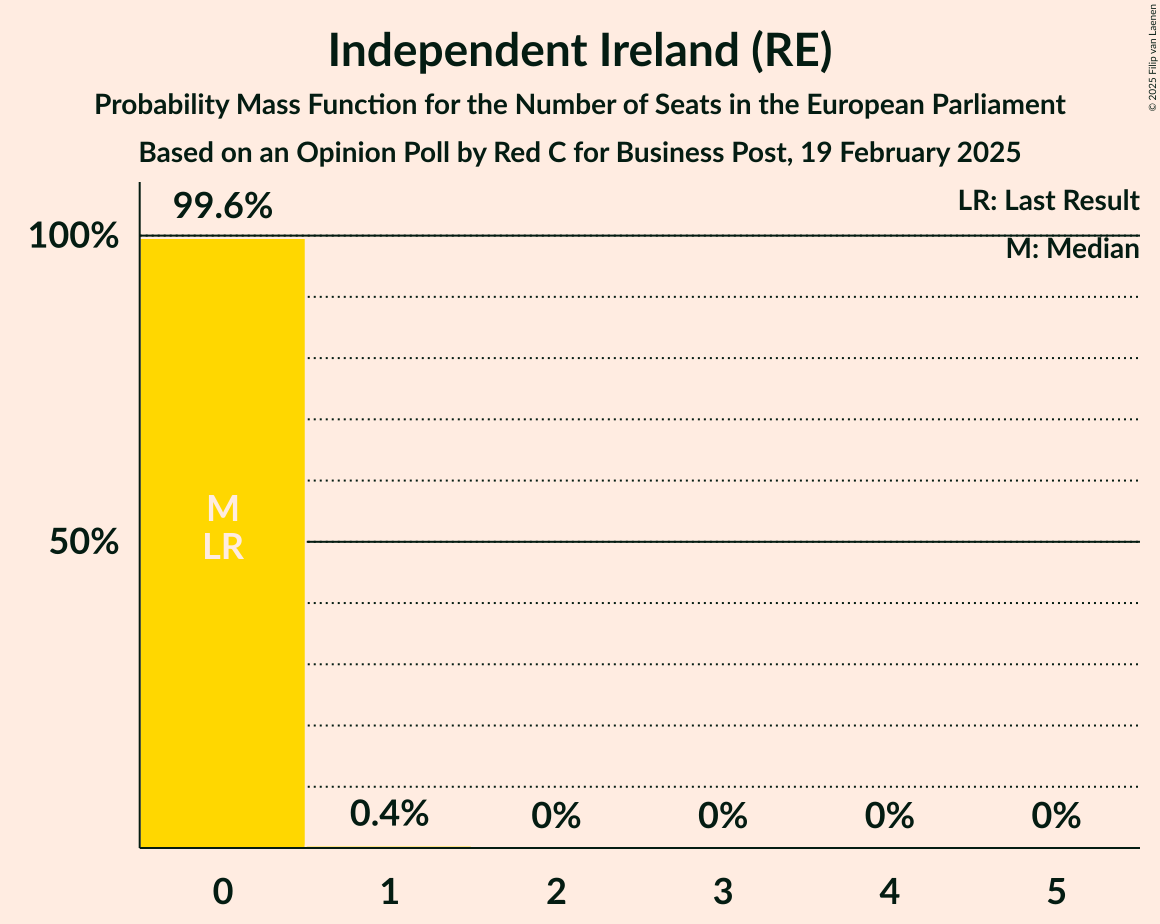 Independent Ireland (RE)
Probability Mass Function for the Number of Seats in the European Parliament
Based on an Opinion Poll by Red C for Business Post, 19 February 2025
© 2025 Filip van Laenen
LR: Last Result
M: Median
99.6%
100%
M
LR
50%
0.4%
0%
0%
0%
0%
0
1
2
3
4
5